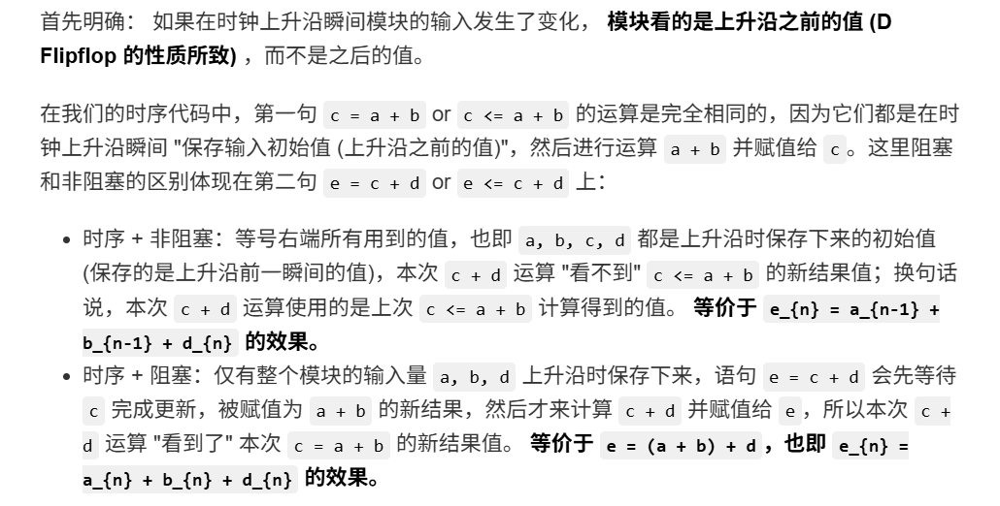 首先明确： 如果在时钟上升沿瞬间模块的输入发生了变化， 模块看的是上升沿之前的值 (D
Flipflop 的性质所致) ，而不是之后的值。
在我们的时序代码中，第一句 c = a + b or c <= a + b 的运算是完全相同的，因为它们都是在时
钟上升沿瞬间 "保存输入初始值 (上升沿之前的值)"，然后进行运算 a + b 并赋值给 c 。这里阻塞
和非阻塞的区别体现在第二句 e = c + d or e <= c + d 上：
• 时序 + 非阻塞：等号右端所有用到的值，也即 a, b, c, d 都是上升沿时保存下来的初始值
(保存的是上升沿前一瞬间的值)，本次 c + d 运算 "看不到" c <= a + b 的新结果值；换句话
说，本次 c + d 运算使用的是上次 c <= a + b 计算得到的值。 等价于 e_{n} = a_{n-1} +
b_{n-1} + d_{n} 的效果。
• 时序 + 阻塞：仅有整个模块的输入量 a, b, d 上升沿时保存下来，语句 e = c + d 会先等待
c 完成更新，被赋值为 a + b 的新结果，然后才来计算 c + d 并赋值给 e ，所以本次 c +
d 运算 "看到了" 本次 c = a + b 的新结果值。 等价于 e = (a + b) + d ，也即 e_{n} =
a_{n} + b_{n} + d_{n} 的效果。